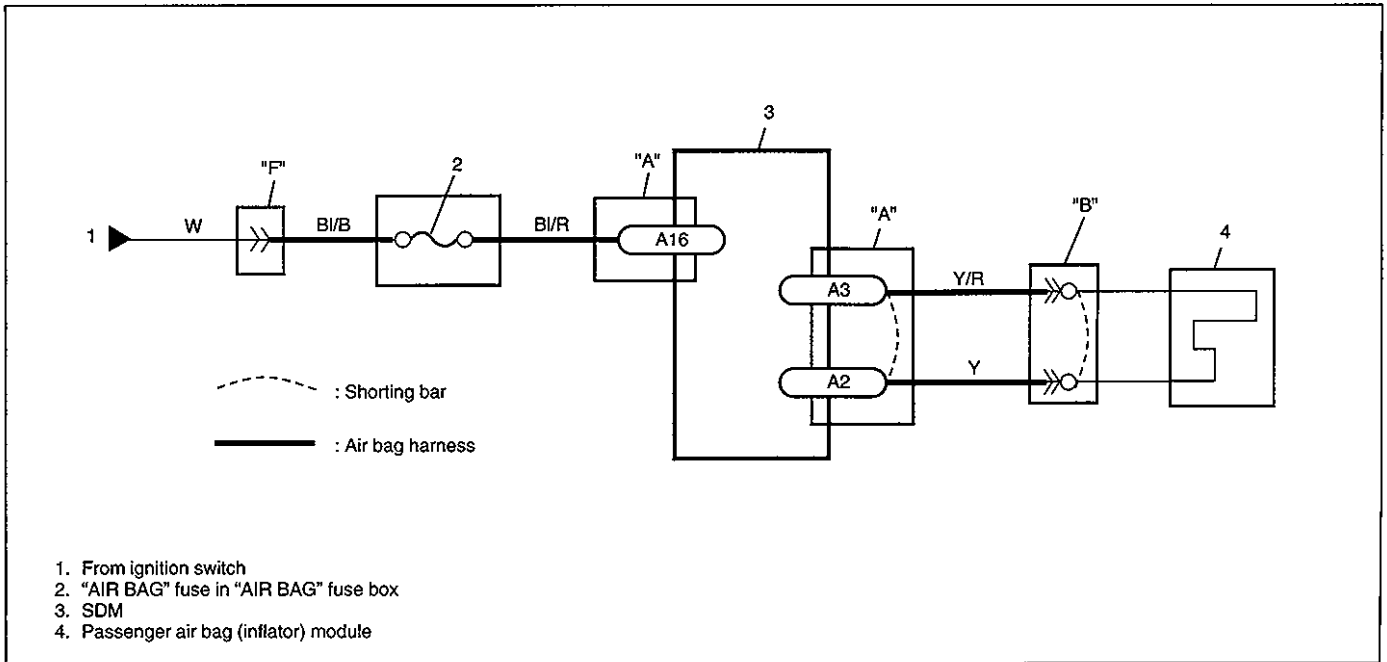 3
"F"
2
"A"
1
W
Bl/B
Bl/R
A16
"A"
"B"
4
A3
Y/R
A2
Y
: Shorting bar
: Air bag harness
1. From ignition switch
2. “AIR BAG” fuse in “AIR BAG” fuse box
3. SDM
4. Passenger air bag (inflator) module